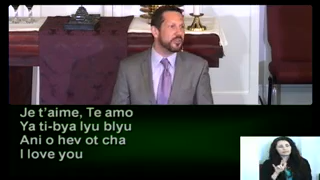 Je t'aime, Te amo
Ya ti-bya lyu blyu
Ani o hev ot cha
I love you